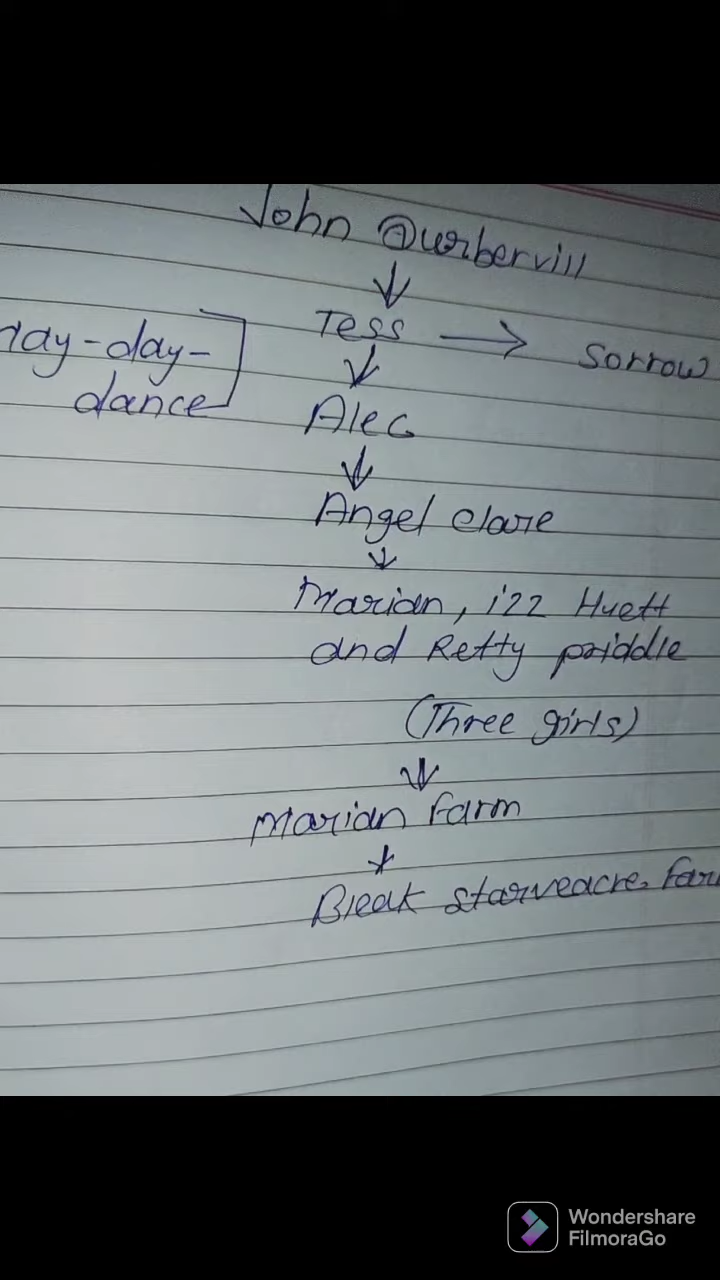 John Durbervill
Tess → Sorrow
may-day-
dance
Alec
Angel Clare
Marian, izz Huett
and Retty priddle
(Three girls)
Marian Farm
Bleak starveacre
Wondershare
FilmoraGo